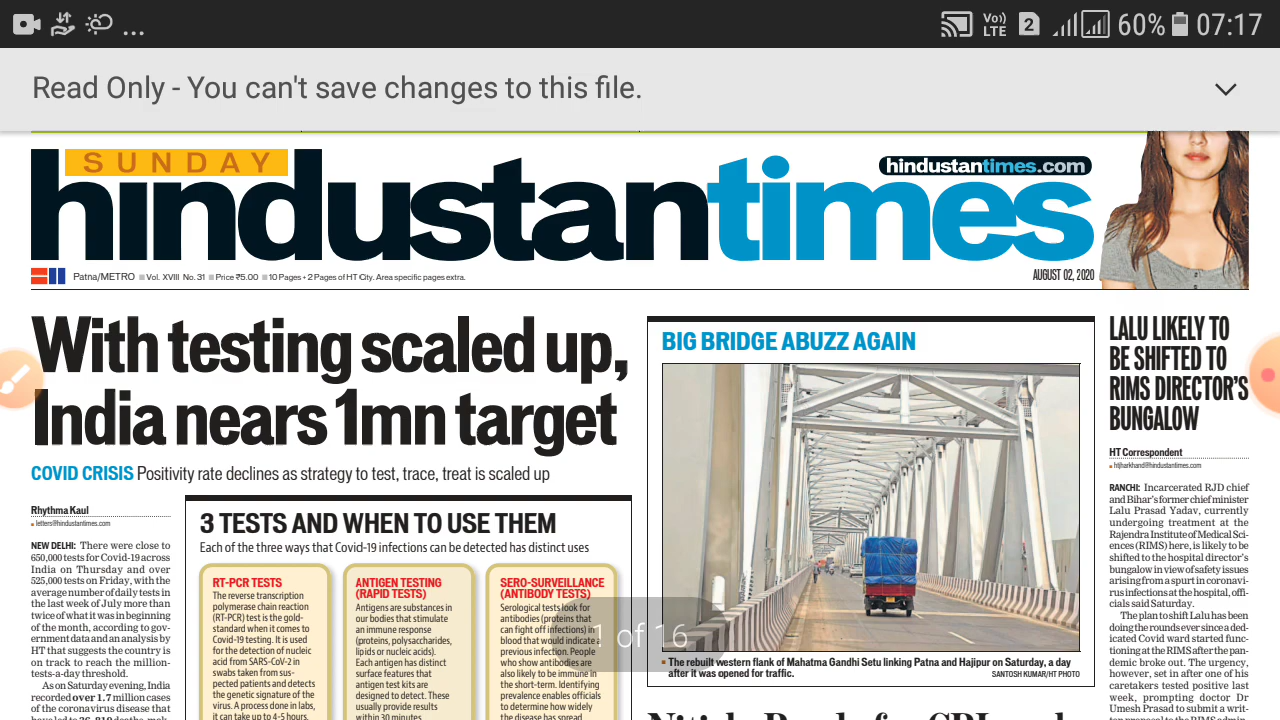 Vo))
LTE
2
60%
07:17
Read Only - You can't save changes to this file.
SUNDAY
hindustantimes
hindustantimes.com
Patna/METRO ■ Vol. XVIII No. 31 ■ Price ₹5.00 ■ 10 Pages + 2 Pages of HT City. Area specific pages extra.
AUGUST 02, 2020
With testing scaled up,
India nears 1mn target
COVID CRISIS Positivity rate declines as strategy to test, trace, treat is scaled up
Rhythma Kaul
letters@hindustantimes.com
NEW DELHI: There were close to
650,000 tests for Covid-19 across
India on Thursday and over
525,000 tests on Friday, with the
average number of daily tests in
the last week of July more than
twice of what it was in beginning
of the month, according to gov-
ernment data and an analysis by
HT that suggests the country is
on track to reach the million-
tests-a-day threshold.
As on Saturday evening, India
recorded over 1.7 million cases
of the coronavirus disease that
3 TESTS AND WHEN TO USE THEM
Each of the three ways that Covid-19 infections can be detected has distinct uses
RT-PCR TESTS
The reverse transcription
polymerase chain reaction
(RT-PCR) test is the gold-
standard when it comes to
Covid-19 testing. It is used
for the detection of nucleic
acid from SARS-CoV-2 in
swabs taken from sus-
pected patients and detects
the genetic signature of the
virus. A process done in labs,
it can take up to 4-5 hours,
ANTIGEN TESTING
(RAPID TESTS)
Antigens are substances in
our bodies that stimulate
an immune response
(proteins, polysaccharides,
lipids or nucleic acids).
Each antigen has distinct
surface features that
antigen test kits are
designed to detect. These
usually provide results
within 30 minutes
SERO-SURVEILLANCE
(ANTIBODY TESTS)
Serological tests look for
antibodies (proteins that
can fight off infections) in
blood that would indicate a
previous infection. People
who show antibodies are
also likely to be immune in
the short-term. Identifying
prevalence enables officials
to determine how widely
the disease has spread
BIG BRIDGE ABUZZ AGAIN
1 of 16
■ The rebuilt western flank of Mahatma Gandhi Setu linking Patna and Hajipur on Saturday, a day
after it was opened for traffic.
SANTOSH KUMAR/HT PHOTO
LALU LIKELY TO
BE SHIFTED TO
RIMS DIRECTOR'S
BUNGALOW
HT Correspondent
htjharkhand@hindustantimes.com
RANCHI: Incarcerated RJD chief
and Bihar's former chief minister
Lalu Prasad Yadav, currently
undergoing treatment at the
Rajendra Institute of Medical Sci-
ences (RIMS) here, is likely to be
shifted to the hospital director's
bungalow in view of safety issues
arising from a spurt in coronavi-
rus infections at the hospital, offi-
cials said Saturday.
The plan to shift Lalu has been
doing the rounds ever since a ded-
icated Covid ward started func-
tioning at the RIMS after the pan-
demic broke out. The urgency,
however, set in after one of his
caretakers tested positive last
week, prompting doctor Dr
Umesh Prasad to submit a writ-